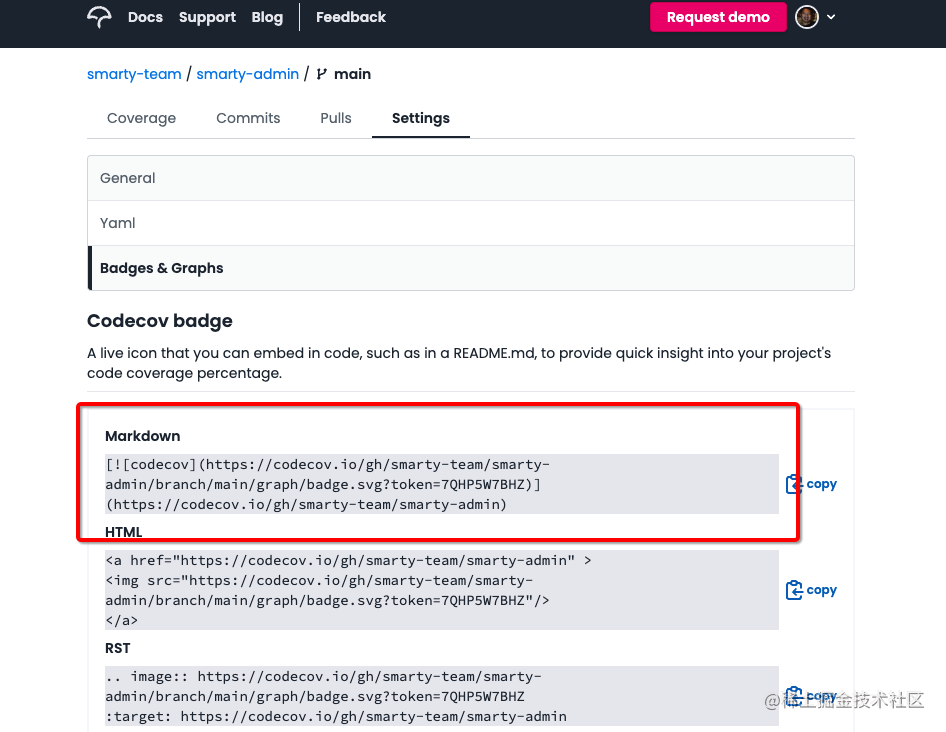 Docs Support Blog Feedback Request demo
smarty-team / smarty-admin / main
Coverage Commits Pulls Settings
General
Yaml
Badges & Graphs
Codecov badge
A live icon that you can embed in code, such as in a README.md, to provide quick insight into your project's
code coverage percentage.
Markdown
[![codecov](https://codecov.io/gh/smarty-team/smarty-
admin/branch/main/graph/badge.svg?token=7QHP5W7BHZ)]
(https://codecov.io/gh/smarty-team/smarty-admin)
copy
HTML
<a href="https://codecov.io/gh/smarty-team/smarty-admin" >
<img src="https://codecov.io/gh/smarty-team/smarty-
admin/branch/main/graph/badge.svg?token=7QHP5W7BHZ"/>
</a>
copy
RST
.. image:: https://codecov.io/gh/smarty-team/smarty-
admin/branch/main/graph/badge.svg?token=7QHP5W7BHZ
:target: https://codecov.io/gh/smarty-team/smarty-admin
copy
@稀土掘金技术社区